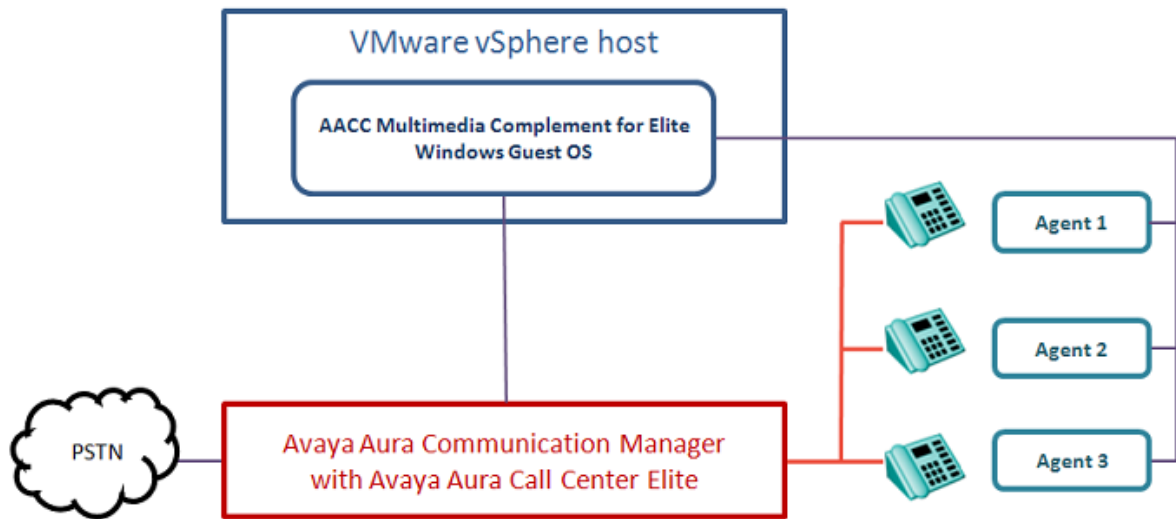 VMware vSphere host
AACC Multimedia Complement for Elite
Windows Guest OS
Agent 1
Agent 2
Agent 3
PSTN
Avaya Aura Communication Manager
with Avaya Aura Call Center Elite